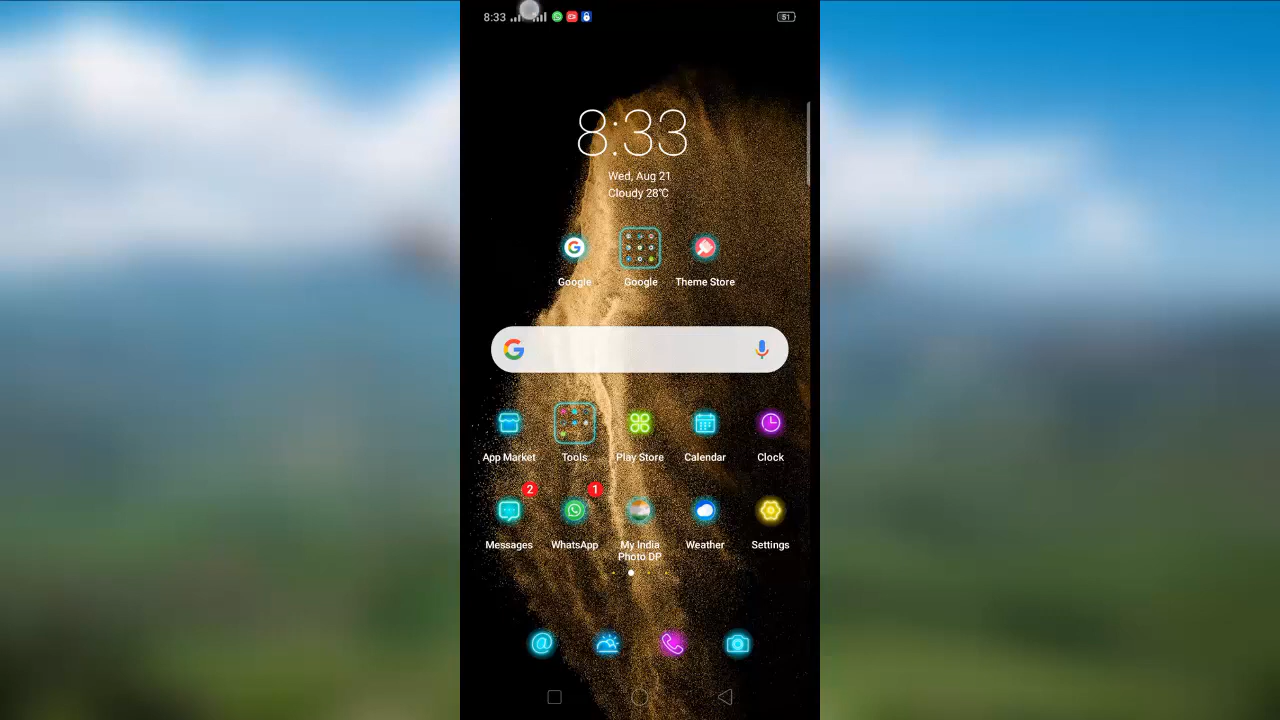 8:33
51
8:33
Wed, Aug 21
Cloudy 28℃
Google
Google
Theme Store
App Market
Tools
Play Store
Calendar
Clock
2
1
Messages
WhatsApp
My India
Photo DP
Weather
Settings